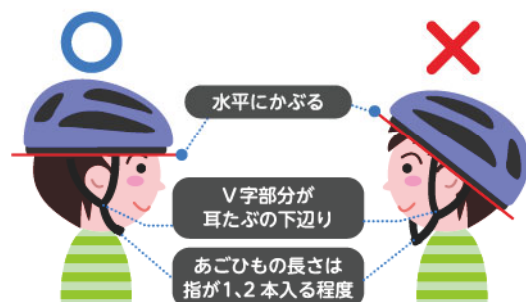 水平にかぶる
V字部分が
耳たぶの下辺り
あごひもの長さは
指が1、2本入る程度